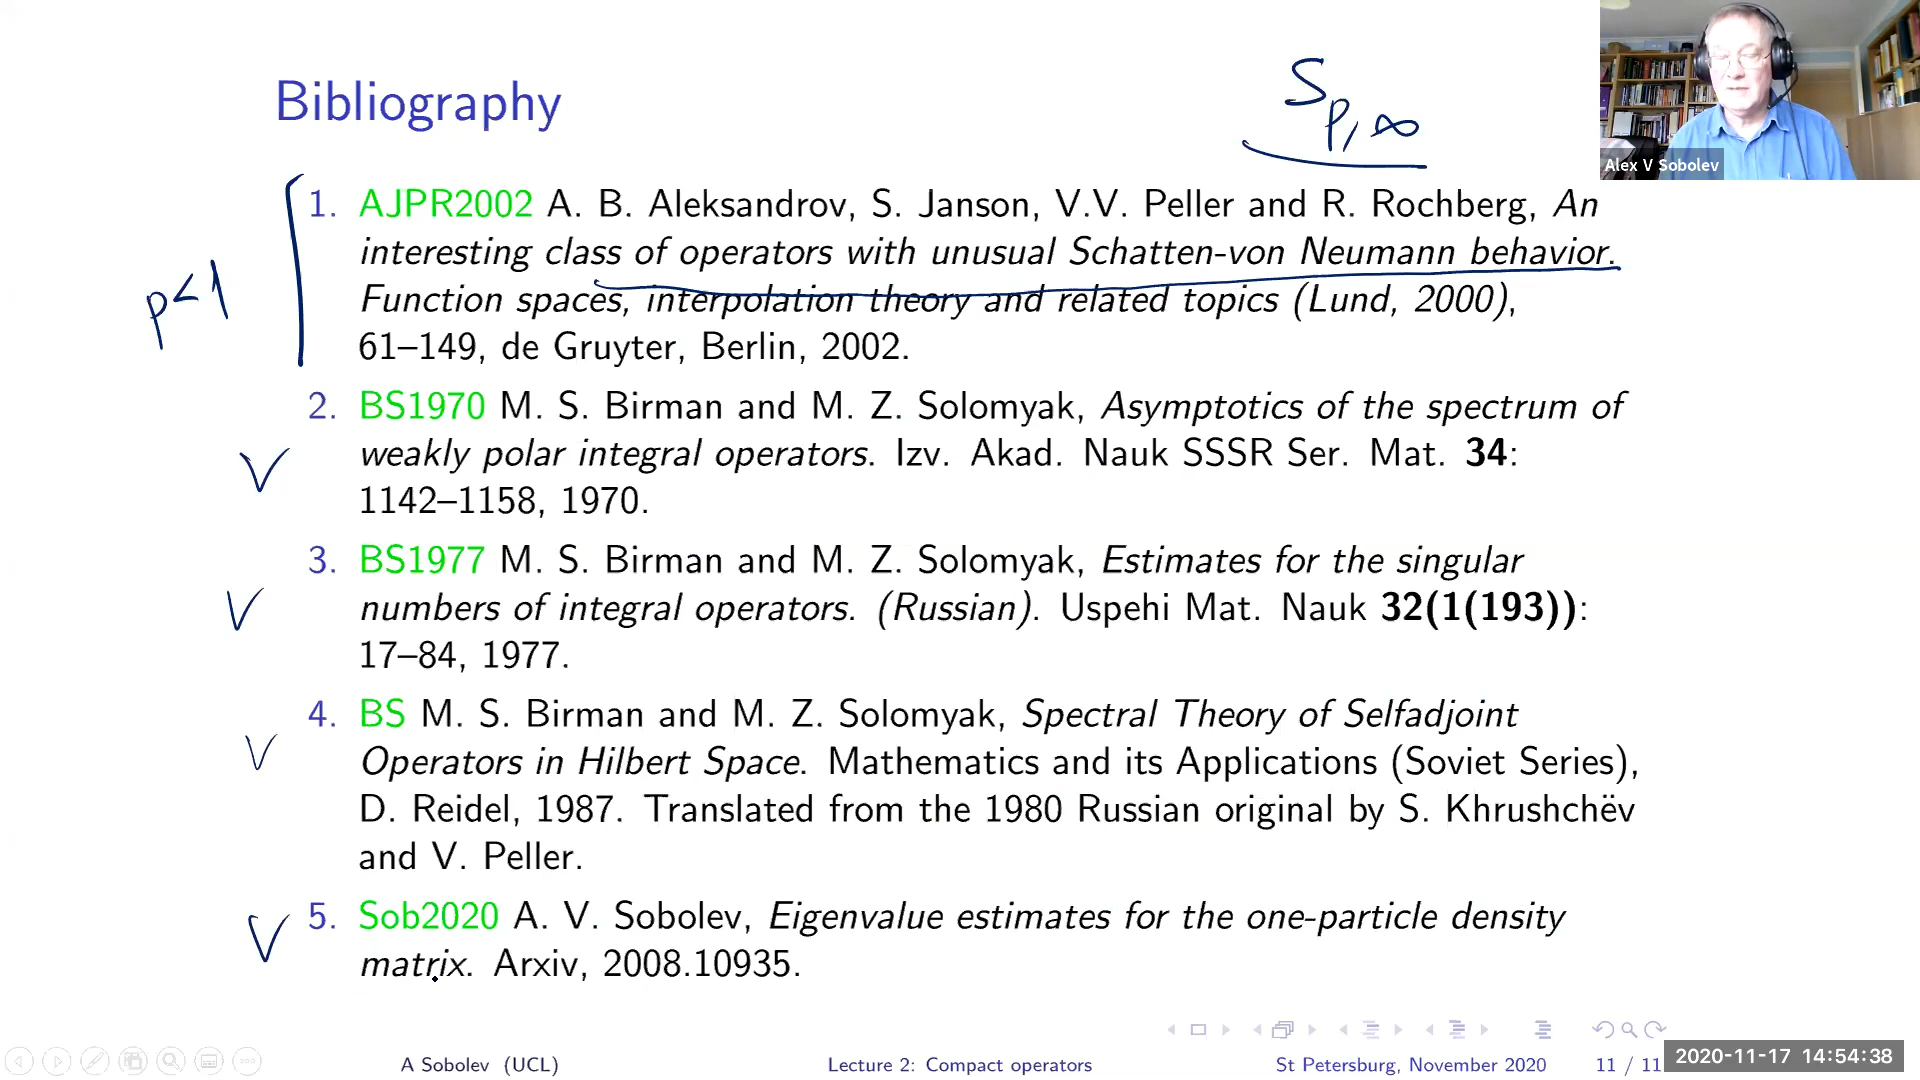 Bibliography
S p,∞
Alex V Sobolev
p<1
1. AJPR2002 A. B. Aleksandrov, S. Janson, V.V. Peller and R. Rochberg, An
interesting class of operators with unusual Schatten-von Neumann behavior.
Function spaces, interpolation theory and related topics (Lund, 2000),
61–149, de Gruyter, Berlin, 2002.
2. BS1970 M. S. Birman and M. Z. Solomyak, Asymptotics of the spectrum of
weakly polar integral operators. Izv. Akad. Nauk SSSR Ser. Mat. 34:
1142–1158, 1970.
3. BS1977 M. S. Birman and M. Z. Solomyak, Estimates for the singular
numbers of integral operators. (Russian). Uspehi Mat. Nauk 32(1(193)):
17–84, 1977.
4. BS M. S. Birman and M. Z. Solomyak, Spectral Theory of Selfadjoint
Operators in Hilbert Space. Mathematics and its Applications (Soviet Series),
D. Reidel, 1987. Translated from the 1980 Russian original by S. Khrushchëv
and V. Peller.
5. Sob2020 A. V. Sobolev, Eigenvalue estimates for the one-particle density
matrix. Arxiv, 2008.10935.
A Sobolev (UCL)
Lecture 2: Compact operators
St Petersburg, November 2020
11 / 11
2020-11-17 14:54:38